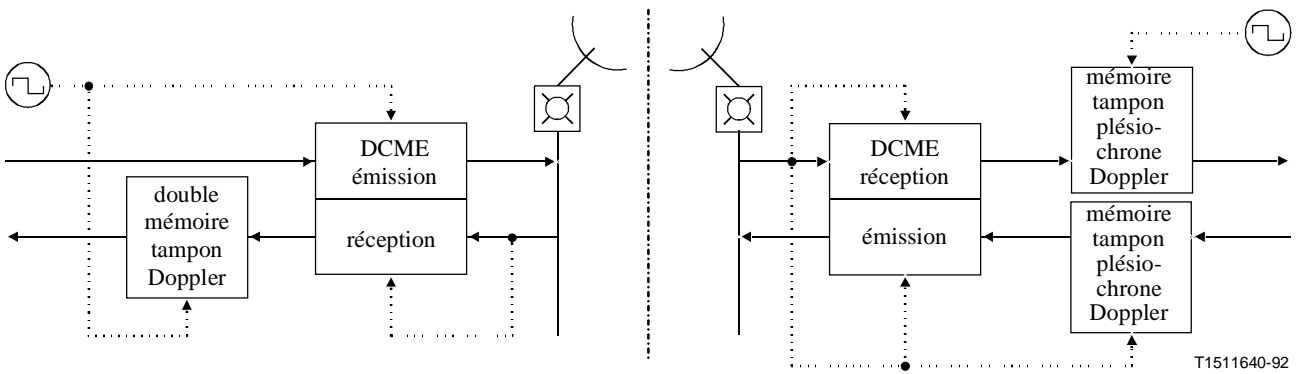 DCME
émission
réception
double
mémoire
tampon
Doppler
DCME
réception
émission
mémoire
tampon
plésio-
chrone
Doppler
mémoire
tampon
plésio-
chrone
Doppler
T1511640-92